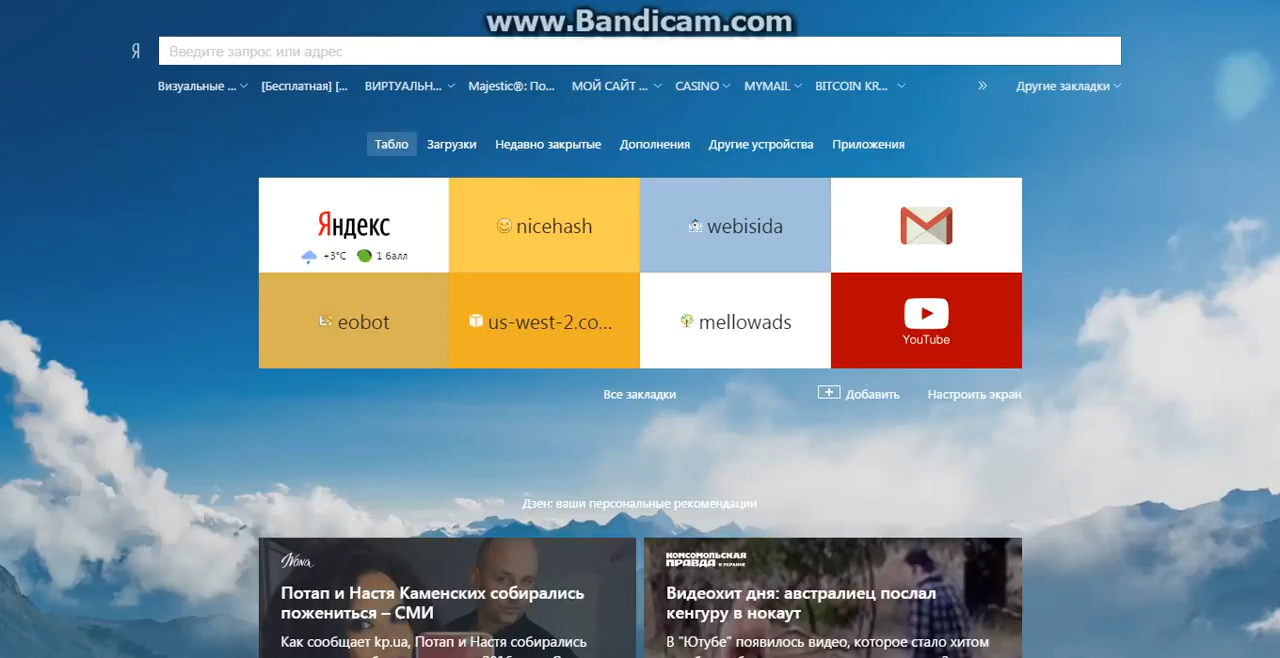 www.Bandicam.com
Я Введите запрос или адрес
Визуальные ... [Бесплатная] [... ВИРТУАЛЬН... Majestic®: По... МОЙ САЙТ ... CASINO MYMAIL BITCOIN KR... » Другие закладки
Табло Загрузки Недавно закрытые Дополнения Другие устройства Приложения
Яндекс
+3°C 1 балл
nicehash
webisida
eobot
us-west-2.co...
mellowads
YouTube
Все закладки Добавить Настроить экран
Дзен: ваши персональные рекомендации
Wona
Потап и Настя Каменских собирались
пожениться – СМИ
Как сообщает kp.ua, Потап и Настя собирались
КОМСОМОЛЬСКАЯ
ПРАВДА В УКРАИНЕ
Видеохит дня: австралиец послал
кенгуру в нокаут
В "Ютубе" появилось видео, которое стало хитом